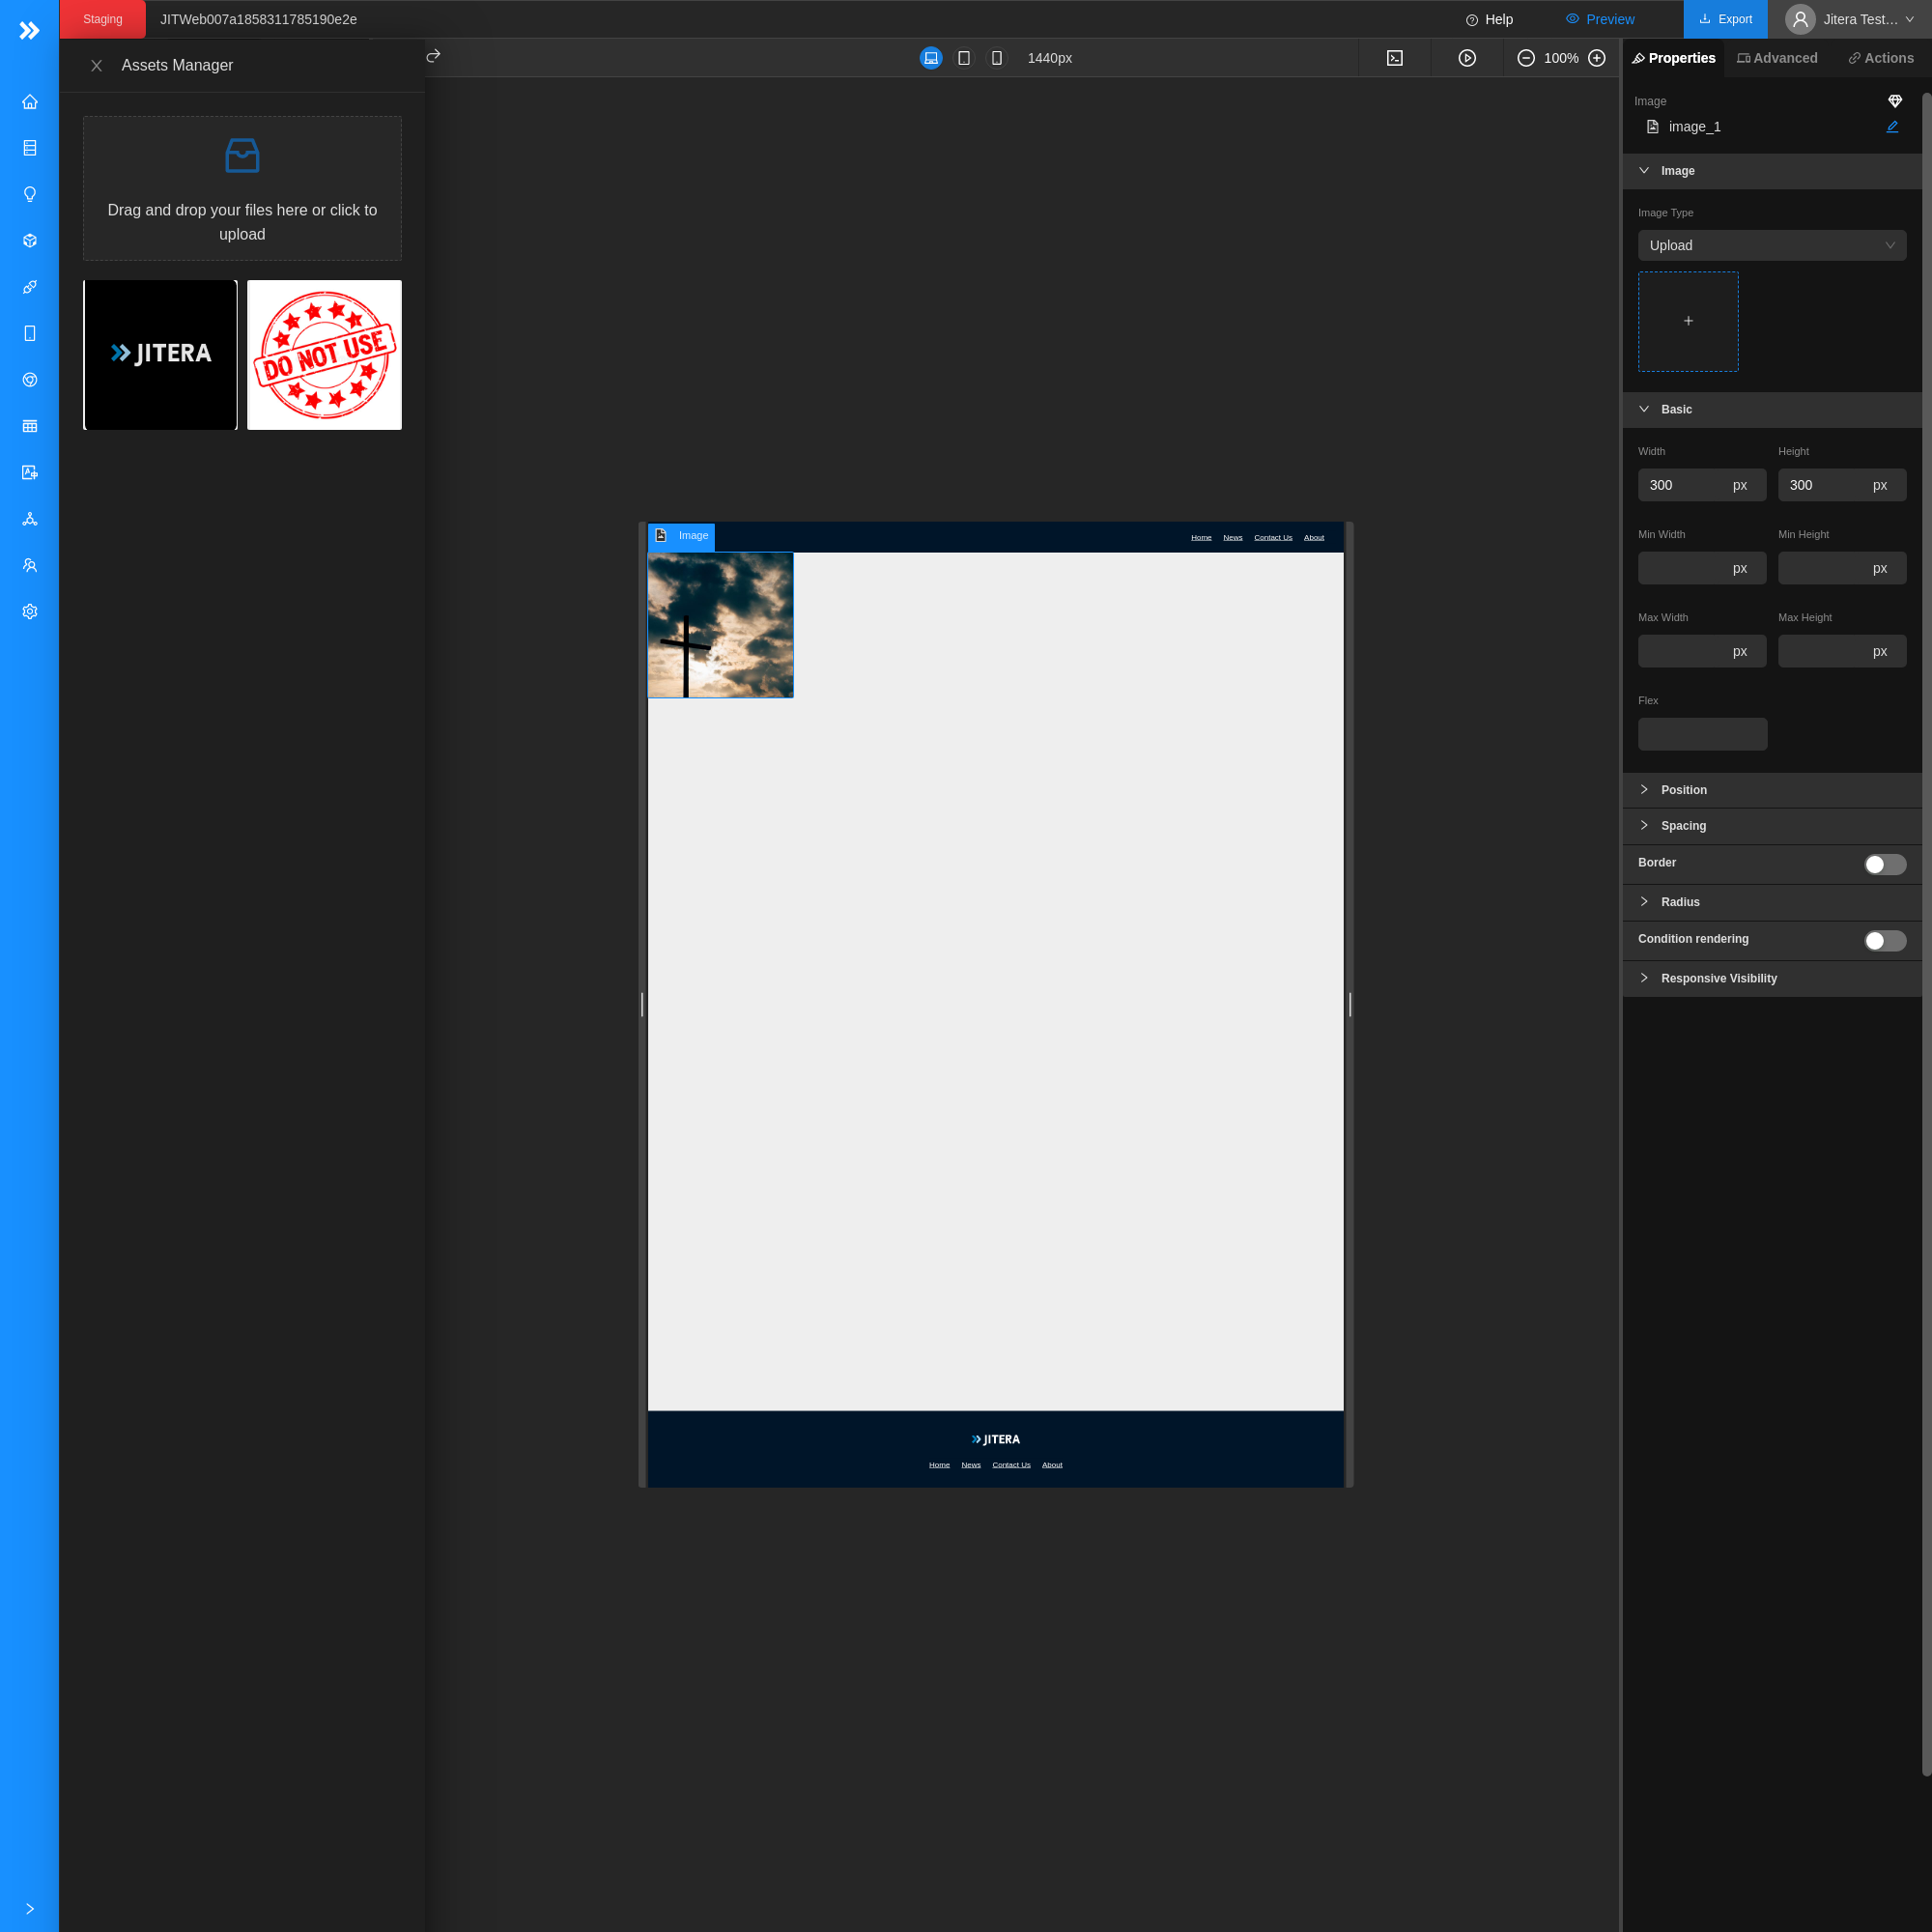 Staging
JITWeb007a1858311785190e2e
Help
Preview
Export
Jitera Test...
Assets Manager
1440px
100%
Properties
Advanced
Actions
Drag and drop your files here or click to
upload
JITERA
DO NOT USE
Image
Home
News
Contact Us
About
JITERA
Home
News
Contact Us
About
Image
image_1
Image
Image Type
Upload
Basic
Width
Height
300
px
300
px
Min Width
Min Height
px
px
Max Width
Max Height
px
px
Flex
Position
Spacing
Border
Radius
Condition rendering
Responsive Visibility